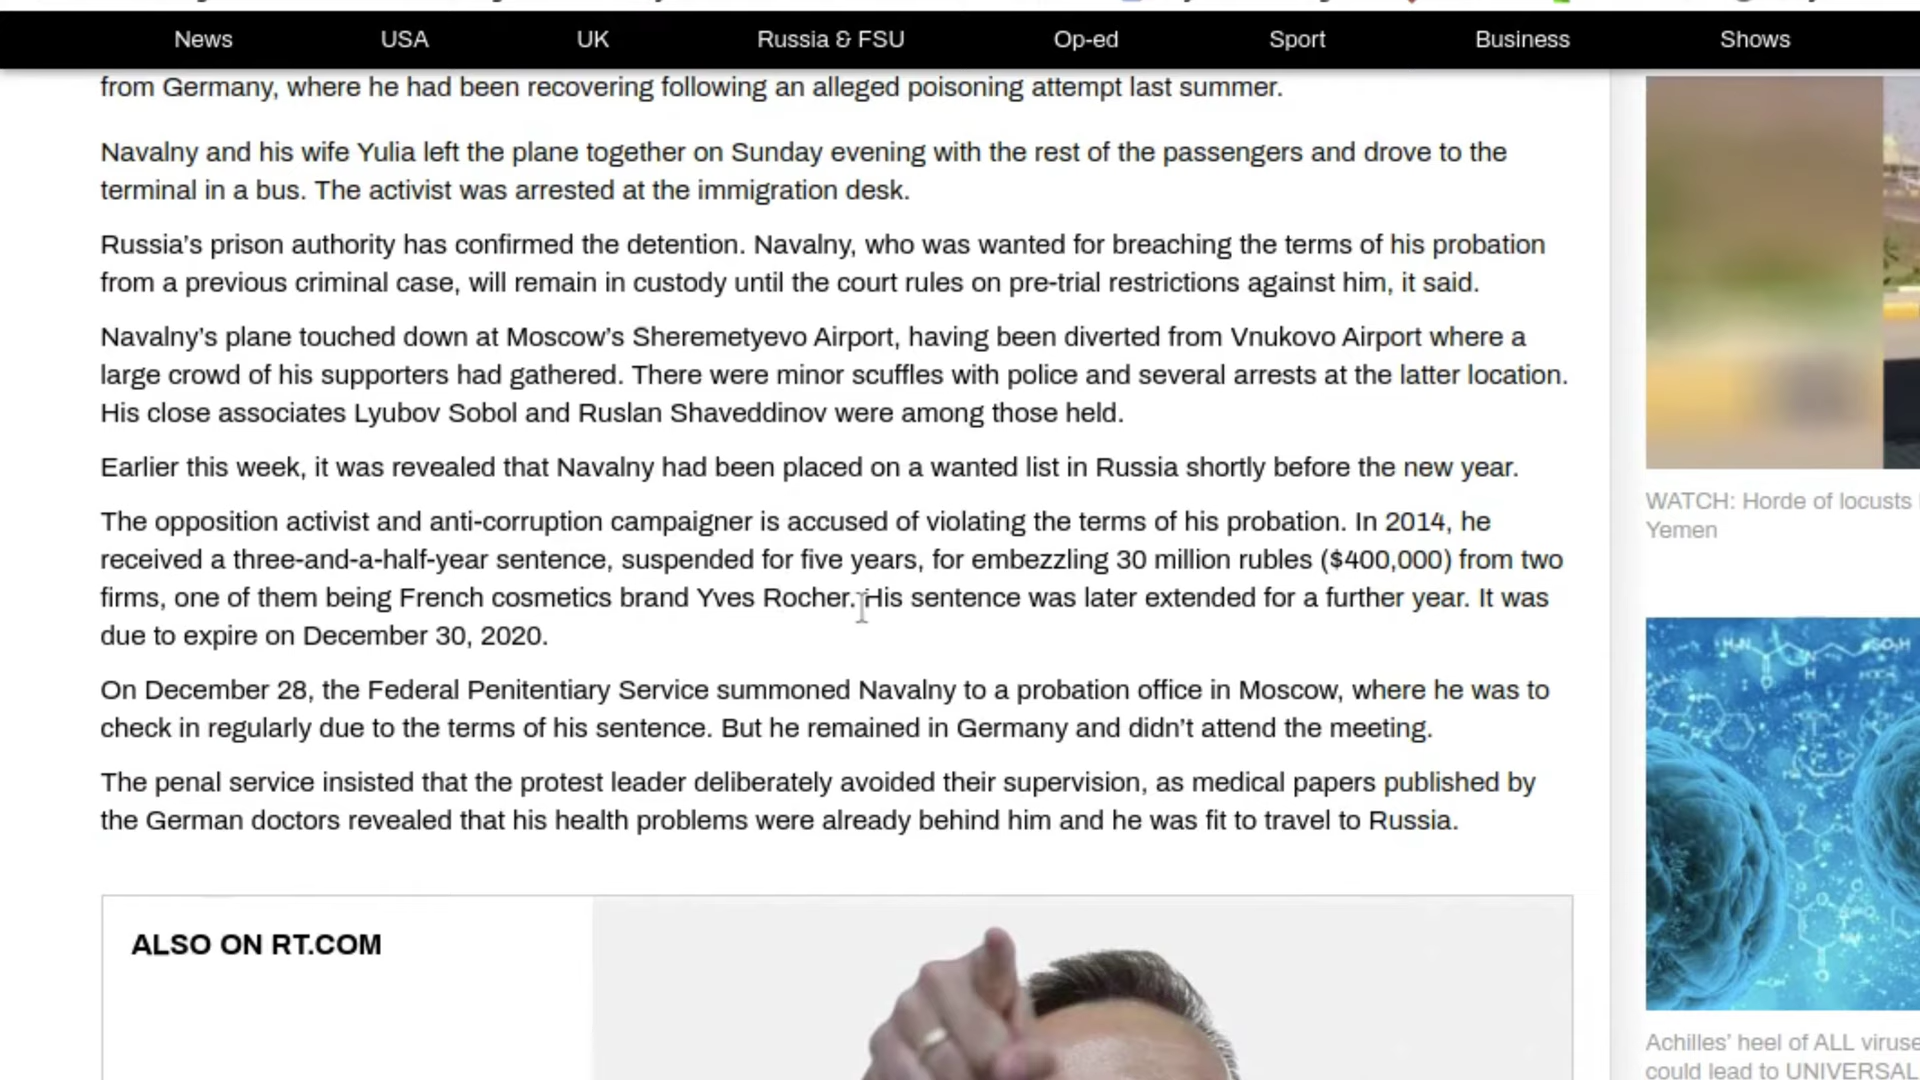 News USA UK Russia & FSU Op-ed Sport Business Shows
from Germany, where he had been recovering following an alleged poisoning attempt last summer.
Navalny and his wife Yulia left the plane together on Sunday evening with the rest of the passengers and drove to the
terminal in a bus. The activist was arrested at the immigration desk.
Russia’s prison authority has confirmed the detention. Navalny, who was wanted for breaching the terms of his probation
from a previous criminal case, will remain in custody until the court rules on pre-trial restrictions against him, it said.
Navalny’s plane touched down at Moscow’s Sheremetyevo Airport, having been diverted from Vnukovo Airport where a
large crowd of his supporters had gathered. There were minor scuffles with police and several arrests at the latter location.
His close associates Lyubov Sobol and Ruslan Shaveddinov were among those held.
Earlier this week, it was revealed that Navalny had been placed on a wanted list in Russia shortly before the new year.
The opposition activist and anti-corruption campaigner is accused of violating the terms of his probation. In 2014, he
received a three-and-a-half-year sentence, suspended for five years, for embezzling 30 million rubles ($400,000) from two
firms, one of them being French cosmetics brand Yves Rocher. His sentence was later extended for a further year. It was
due to expire on December 30, 2020.
On December 28, the Federal Penitentiary Service summoned Navalny to a probation office in Moscow, where he was to
check in regularly due to the terms of his sentence. But he remained in Germany and didn’t attend the meeting.
The penal service insisted that the protest leader deliberately avoided their supervision, as medical papers published by
the German doctors revealed that his health problems were already behind him and he was fit to travel to Russia.
ALSO ON RT.COM
WATCH: Horde of locusts
Yemen
Achilles’ heel of ALL viruse
could lead to UNIVERSAL